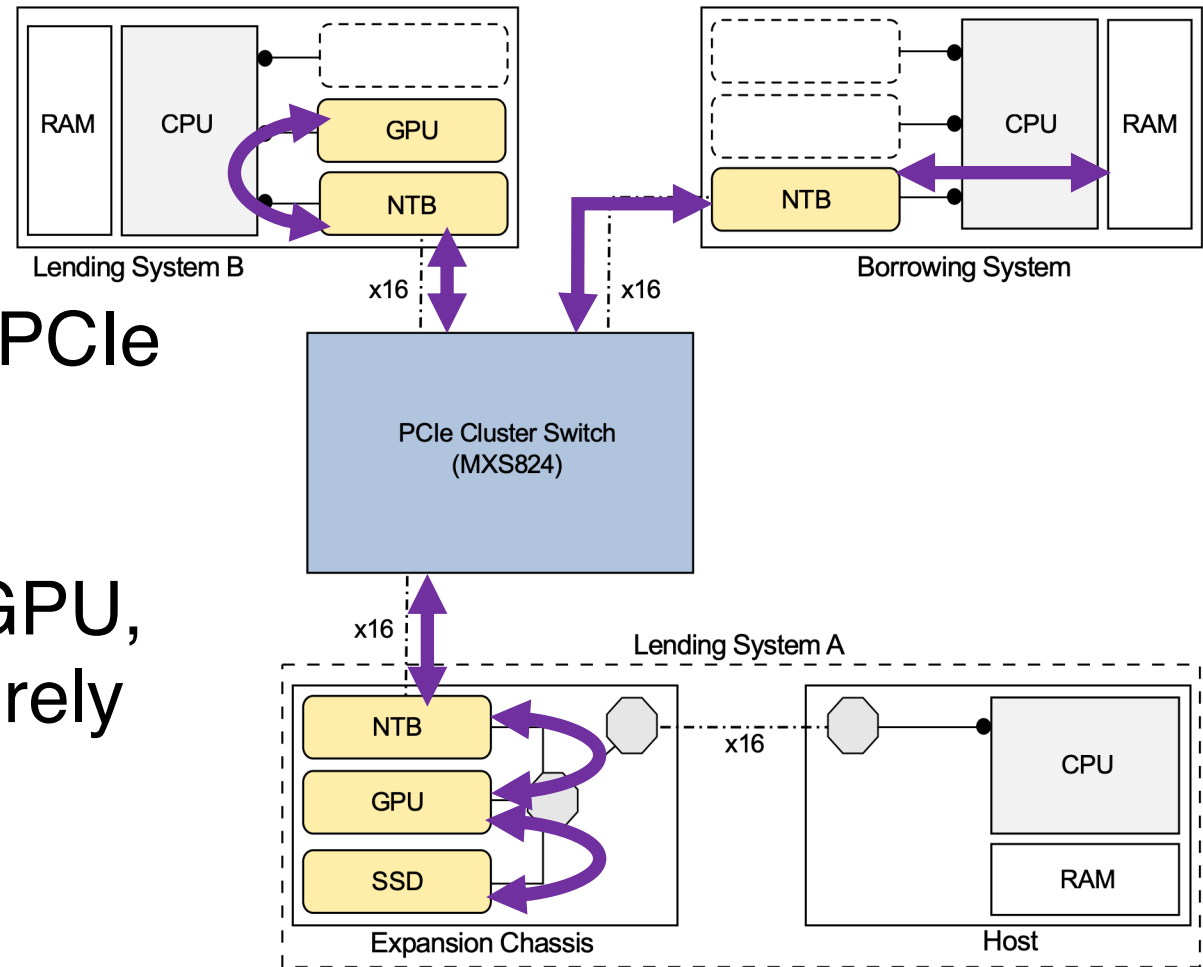 RAM
CPU
GPU
NTB
Lending System B
CPU
RAM
NTB
Borrowing System
x16
x16
PCIe
PCIe Cluster Switch
(MXS824)
GPU,
rely
x16
Lending System A
NTB
GPU
SSD
Expansion Chassis
x16
CPU
RAM
Host